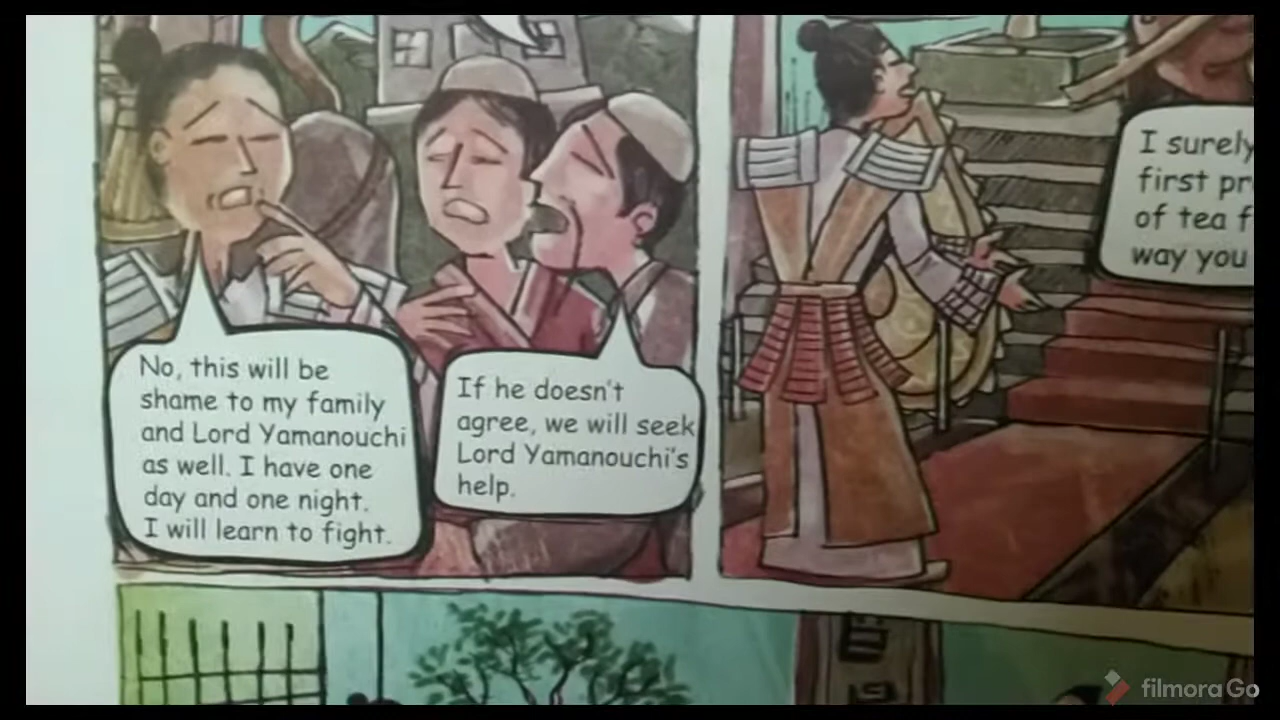 No, this will be
shame to my family
and Lord Yamanouchi
as well. I have one
day and one night.
I will learn to fight.
If he doesn't
agree, we will seek
Lord Yamanouchi's
help.
I surely
first
of tea
way you
filmoraGo